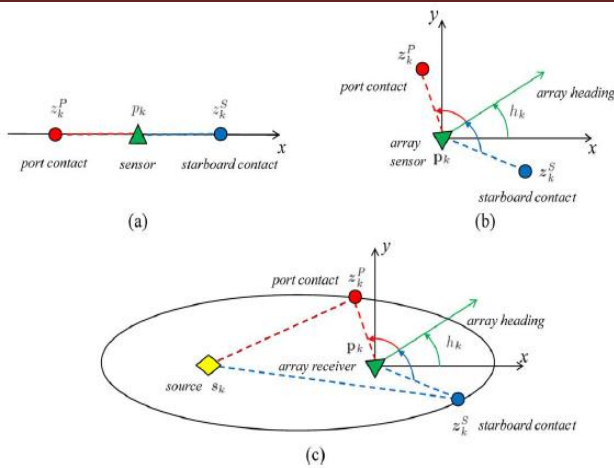 z_k^P p_k z_k^S
x
port contact sensor starboard contact
(a)
y
z_k^P
port contact
array heading
h_k
array
sensor
p_k
x
z_k^S
starboard contact
(b)
y
port contact z_k^P
array heading
p_k
h_k
array receiver
x
source s_k
z_k^S starboard contact
(c)